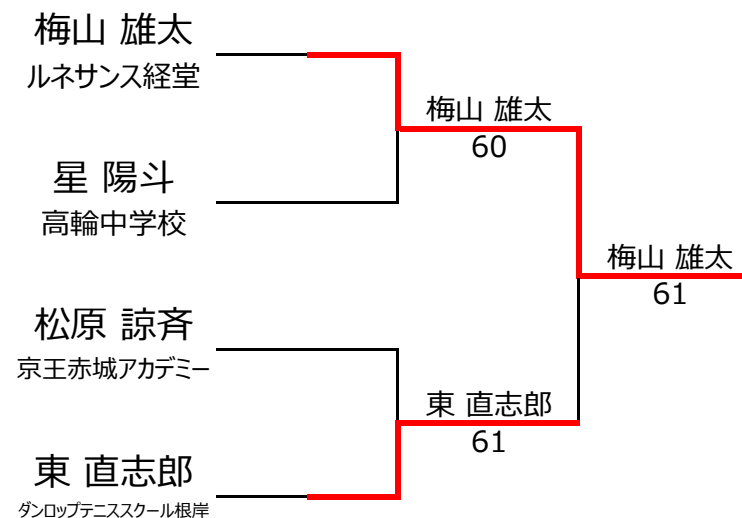 梅山 雄太
ルネサンス経堂
星 陽斗
高輪中学校
松原 諒斉
京王赤城アカデミー
東 直志郎
ダンロップテニススクール根岸
梅山 雄太
60
東 直志郎
61
梅山 雄太
61